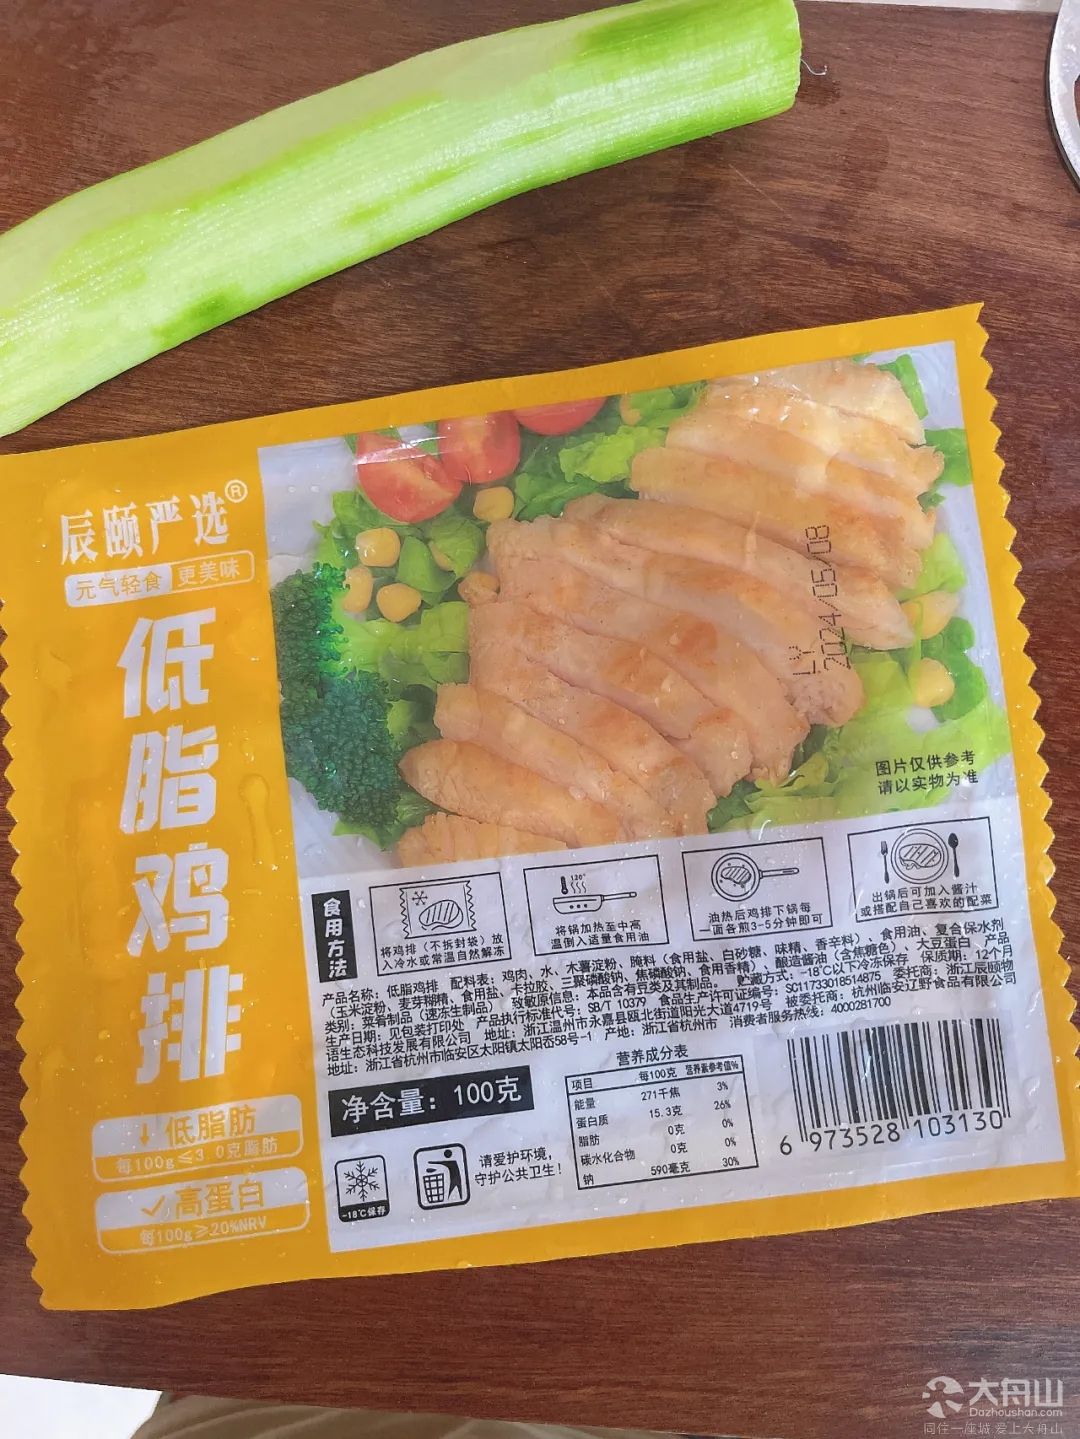 辰颐严选®
元气轻食 更美味
低脂鸡排
↓低脂肪
每100g≤3.0克脂肪
✓高蛋白
每100g≥20%NRV
LY
2024/05/08
图片仅供参考
请以实物为准
食用方法
将鸡排（不拆封袋）放
入冷水或常温自然解冻
120°
将锅加热至中高
温倒入适量食用油
油热后鸡排下锅每
一面各煎3-5分钟即可
出锅后可加入酱汁
或搭配自己喜欢的配菜
产品名称：低脂鸡排 配料表：鸡肉、水、木薯淀粉、腌料（食用盐、白砂糖、味精、香辛料）、食用油、复合保水剂
（玉米淀粉、麦芽糊精、食用盐、卡拉胶、三聚磷酸钠、焦磷酸钠、食用香精）、酿造酱油（含焦糖色）、大豆蛋白 产品
类别：菜肴制品（速冻生制品） 致敏原信息：本品含有豆类及其制品。 贮藏方式：-18℃以下冷冻保存 保质期：12个月
生产日期：见包装打印处 产品执行标准代号：SB/T 10379 食品生产许可证编号：SC11733018514875 委托商：浙江辰颐物
语生态科技发展有限公司 地址：浙江温州市永嘉县瓯北街道阳光大道4719号 被委托商：杭州临安辽野食品有限公司
地址：浙江省杭州市临安区太阳镇太阳岙58号-1 产地：浙江省杭州市 消费者服务热线：4000281700
净含量：100克
-18℃保存
请爱护环境，
守护公共卫生！
营养成分表
项目 每100克 营养素参考值%
能量 271千焦 3%
蛋白质 15.3克 26%
脂肪 0克 0%
碳水化合物 0克 0%
钠 590毫克 30%
6 973528 103130
大舟山
Dazhoushan.com
同住一座城 爱上大舟山